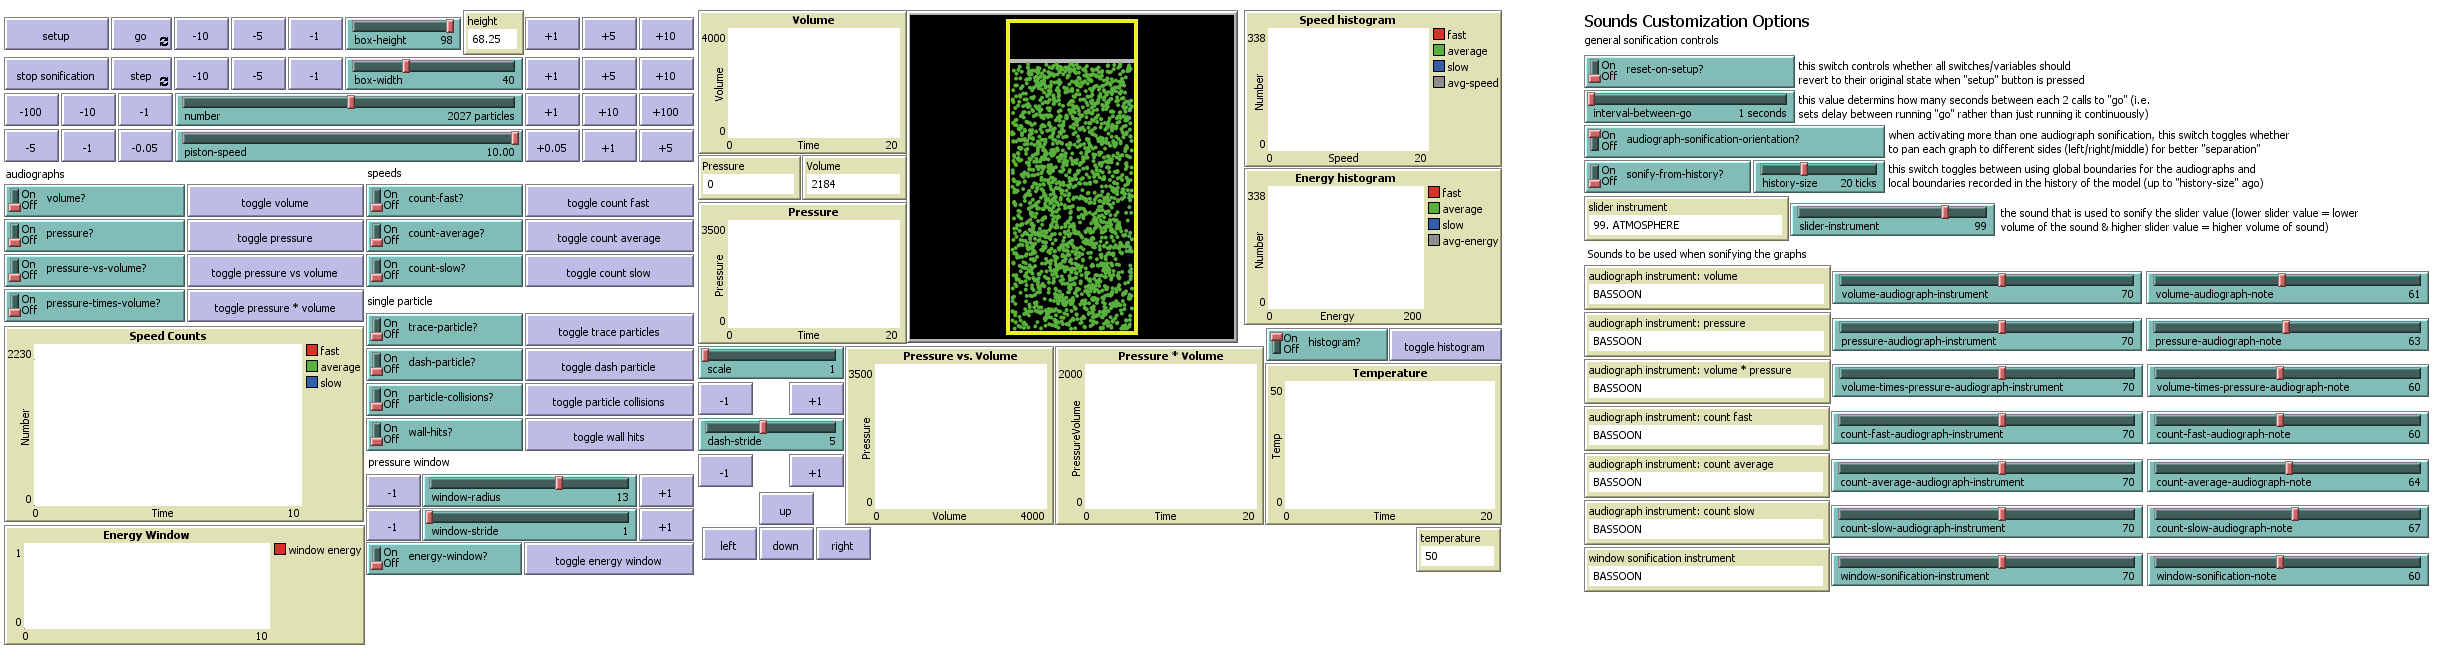 setup
go
-10
-5
-1
box-height 98
height
68.25
+1
+5
+10
stop sonification
step
-10
-5
-1
box-width 40
+1
+5
+10
-100
-10
-1
number 2027 particles
+1
+10
+100
-5
-1
-0.05
piston-speed 10.00
+0.05
+1
+5
audiographs
On
Off
volume?
toggle volume
On
Off
pressure?
toggle pressure
On
Off
pressure-vs-volume?
toggle pressure vs volume
On
Off
pressure-times-volume?
toggle pressure * volume
speeds
On
Off
count-fast?
toggle count fast
On
Off
count-average?
toggle count average
On
Off
count-slow?
toggle count slow
single particle
On
Off
trace-particle?
toggle trace particles
On
Off
dash-particle?
toggle dash particle
On
Off
particle-collisions?
toggle particle collisions
On
Off
wall-hits?
toggle wall hits
pressure window
-1
window-radius 13
+1
-1
window-stride 1
+1
On
Off
energy-window?
toggle energy window
Speed Counts
2230
Number
0
0 Time 10
fast
average
slow
Energy Window
1
0
0 10
window energy
Volume
4000
Volume
0
0 Time 20
Pressure
0
Volume
2184
Pressure
3500
Pressure
0
0 Time 20
scale 1
-1
+1
dash-stride 5
-1
+1
up
left
down
right
Pressure vs. Volume
3500
Pressure
0
0 Volume 4000
Pressure * Volume
2000
PressureVolume
0
0 Time 20
Speed histogram
338
Number
0
0 Speed 20
fast
average
slow
avg-speed
Energy histogram
338
Number
0
0 Energy 200
fast
average
slow
avg-energy
On
Off
histogram?
toggle histogram
Temperature
50
Temp
0
0 Time 20
temperature
50
Sounds Customization Options
general sonification controls
On
Off
reset-on-setup?
this switch controls whether all switches/variables should
revert to their original state when "setup" button is pressed
interval-between-go 1 seconds
this value determins how many seconds between each 2 calls to "go" (i.e.
sets delay between running "go" rather than just running it continuously)
On
Off
audiograph-sonification-orientation?
when activating more than one audiograph sonification, this switch toggles whether
to pan each graph to different sides (left/right/middle) for better "separation"
On
Off
sonify-from-history?
history-size 20 ticks
this switch toggles between using global boundaries for the audiographs and
local boundaries recorded in the history of the model (up to "history-size" ago)
slider instrument
99. ATMOSPHERE
slider-instrument 99
the sound that is used to sonify the slider value (lower slider value = lower
volume of the sound & higher slider value = higher volume of sound)
Sounds to be used when sonifying the graphs
audiograph instrument: volume
BASSOON
volume-audiograph-instrument 70
volume-audiograph-note 61
audiograph instrument: pressure
BASSOON
pressure-audiograph-instrument 70
pressure-audiograph-note 63
audiograph instrument: volume * pressure
BASSOON
volume-times-pressure-audiograph-instrument 70
volume-times-pressure-audiograph-note 60
audiograph instrument: count fast
BASSOON
count-fast-audiograph-instrument 70
count-fast-audiograph-note 60
audiograph instrument: count average
BASSOON
count-average-audiograph-instrument 70
count-average-audiograph-note 64
audiograph instrument: count slow
BASSOON
count-slow-audiograph-instrument 70
count-slow-audiograph-note 67
window sonification instrument
BASSOON
window-sonification-instrument 70
window-sonification-note 60